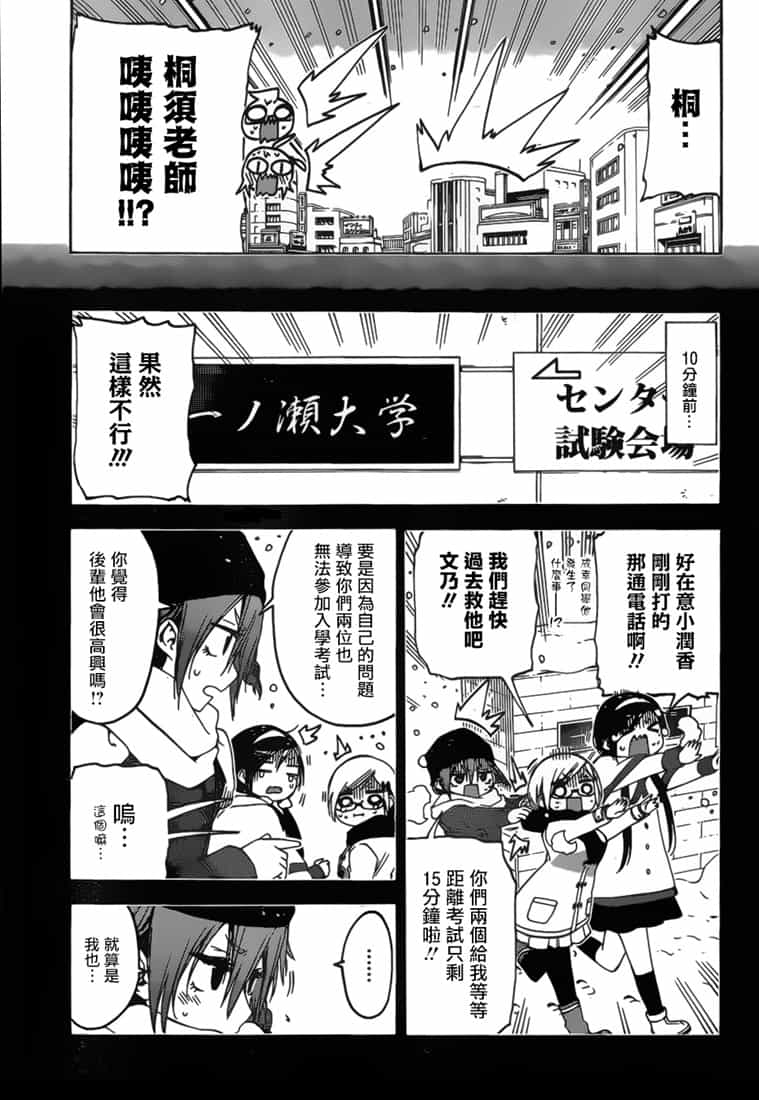 桐…
桐須老師
咦咦咦咦
!!?
10分鐘前…
センター
試験会場
一ノ瀬大学
果然
這樣不行!!!
好在意小潤香
剛剛打的
那通電話啊!!
發生了
什麼事──!?
我們趕快
過去救他吧
文乃!!
你們兩個給我等等
距離考試只剩
15分鐘啦!!
要是因為自己的問題
導致你們兩位也
無法參加入學考試…
你覺得
後輩他會很高興嗎!?
嗚…
這個嘛…
………
就算是
我也…